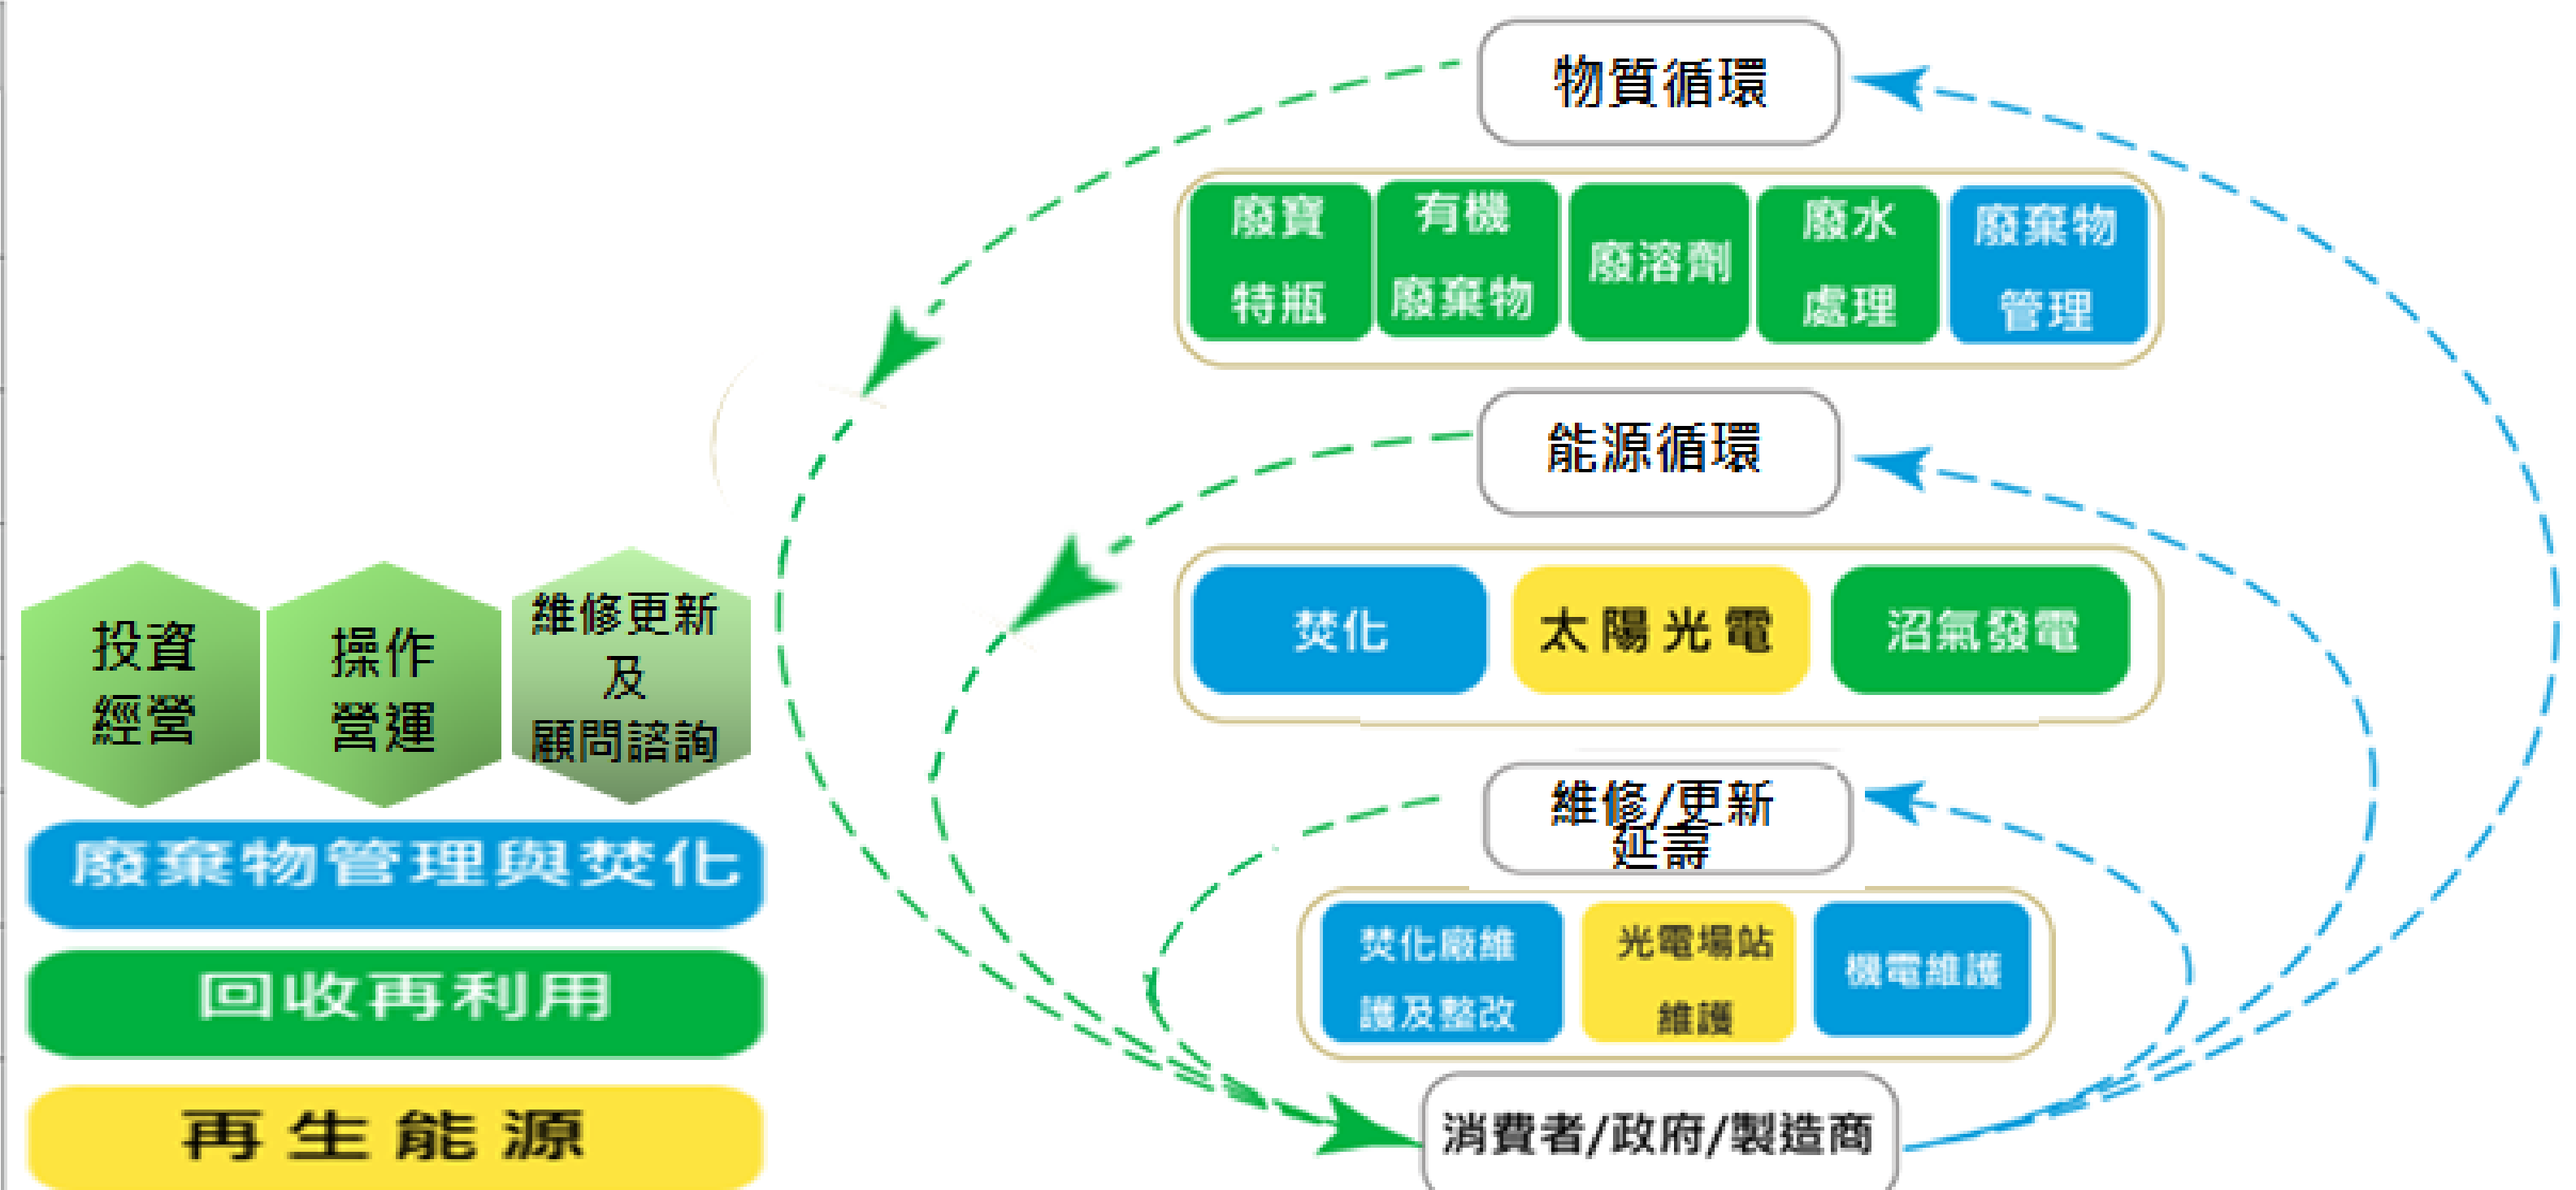 物質循環
廢寶
特瓶
有機
廢棄物
廢溶劑
廢水
處理
廢棄物
管理
能源循環
焚化
太陽光電
沼氣發電
投資
經營
操作
營運
維修更新
及
顧問諮詢
維修/更新
延壽
廢棄物管理與焚化
回收再利用
再生能源
焚化廠維
護及整改
光電場站
維護
機電維護
消費者/政府/製造商